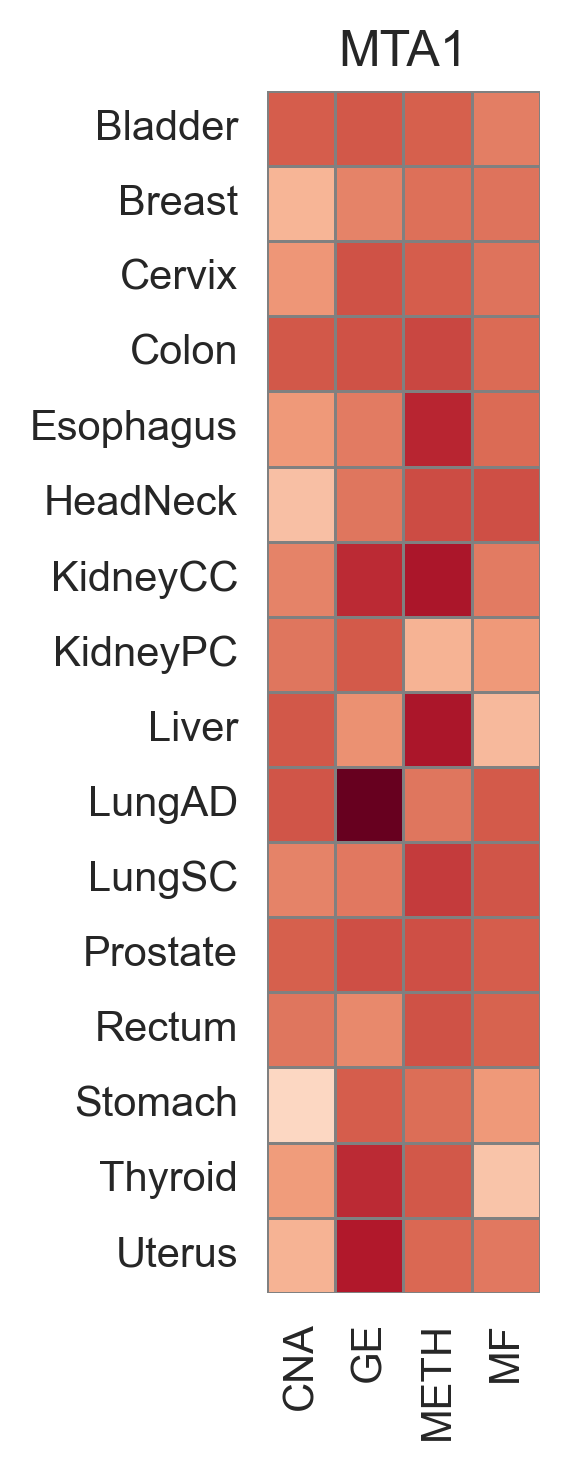 MTA1
Bladder
Breast
Cervix
Colon
Esophagus
HeadNeck
KidneyCC
KidneyPC
Liver
LungAD
LungSC
Prostate
Rectum
Stomach
Thyroid
Uterus
CNA
GE
METH
MF